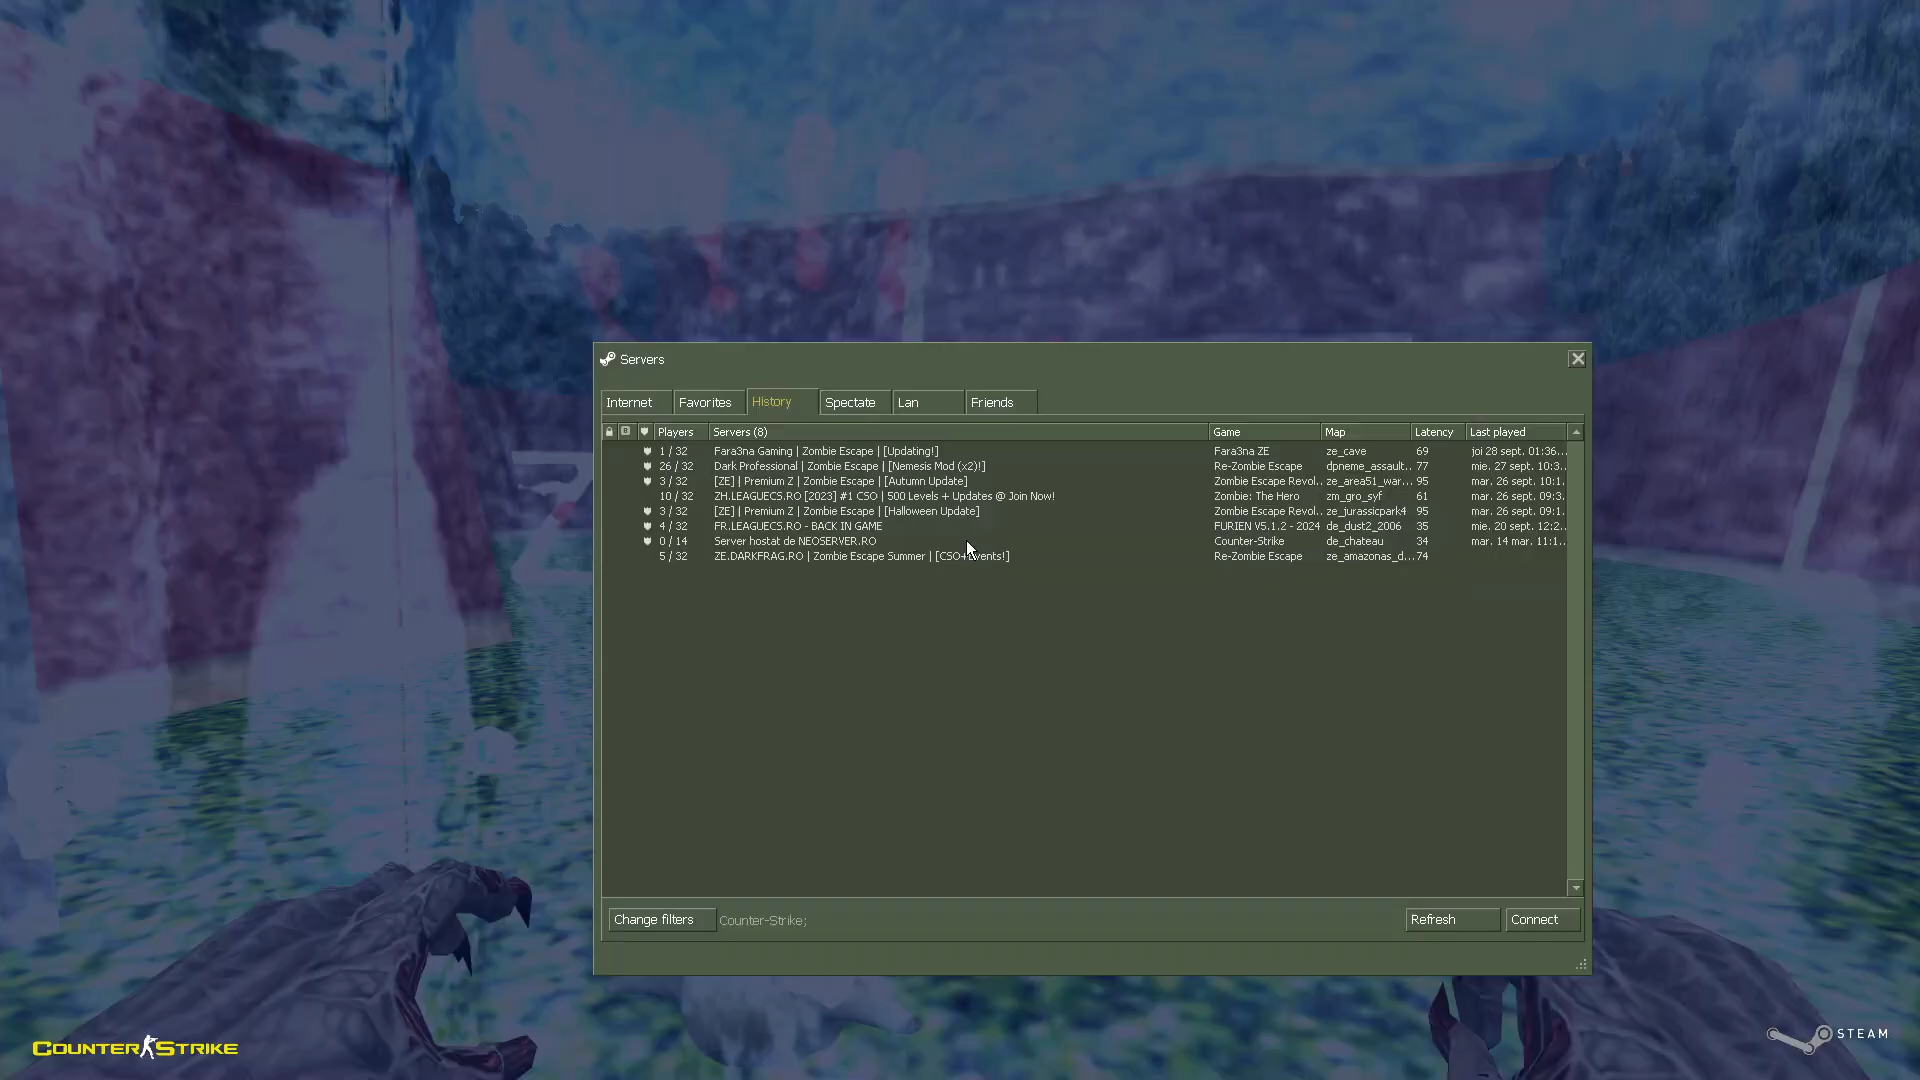 Servers
Internet Favorites History Spectate Lan Friends
Players Servers (8) Game Map Latency Last played
1 / 32 Fara3na Gaming | Zombie Escape | [Updating!] Fara3na ZE ze_cave 69 joi 28 sept. 01:36...
26 / 32 Dark Professional | Zombie Escape | [Nemesis Mod (x2)!] Re-Zombie Escape dpneme_assault... 77 mie. 27 sept. 10:3...
3 / 32 [ZE] | Premium Z | Zombie Escape | [Autumn Update] Zombie Escape Revol... ze_area51_war... 95 mar. 26 sept. 10:1...
10 / 32 ZH.LEAGUECS.RO [2023] #1 CSO | 500 Levels + Updates @ Join Now! Zombie: The Hero zm_gro_syf 61 mar. 26 sept. 09:3...
3 / 32 [ZE] | Premium Z | Zombie Escape | [Halloween Update] Zombie Escape Revol... ze_jurassicpark4 95 mar. 26 sept. 09:1...
4 / 32 FR.LEAGUECS.RO - BACK IN GAME FURIEN V5.1.2 - 2024 de_dust2_2006 35 mie. 20 sept. 12:2...
0 / 14 Server hostat de NEOSERVER.RO Counter-Strike de_chateau 34 mar. 14 mar. 11:1...
5 / 32 ZE.DARKFRAG.RO | Zombie Escape Summer | Re-Zombie Escape ze_amazonas_d... 74
Change filters Counter-Strike; Refresh Connect
COUNTER STRIKE
STEAM